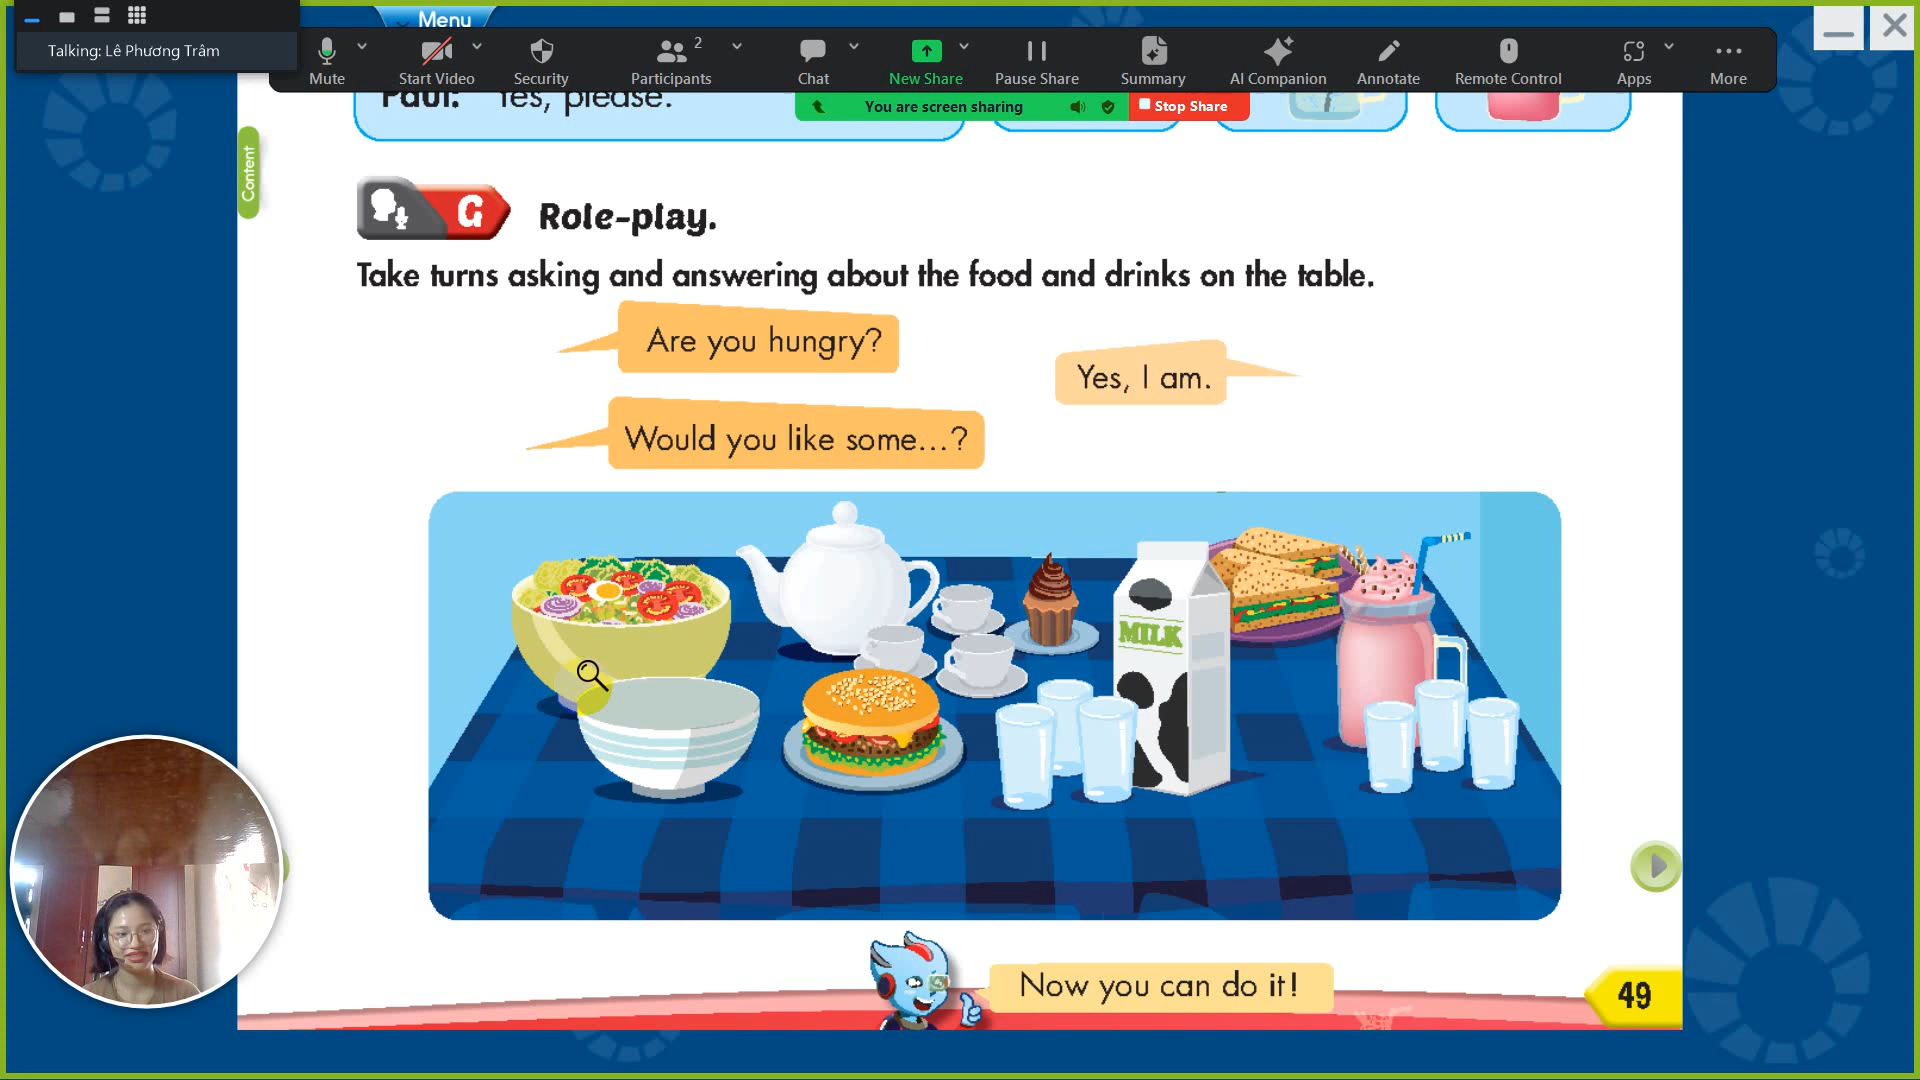 Menu
Talking: Lê Phương Trâm
2
Mute
Start Video
Security
Participants
Chat
New Share
Pause Share
Summary
AI Companion
Annotate
Remote Control
Apps
More
You are screen sharing
Stop Share
Paul: Yes, please.
Content
G
Role-play.
Take turns asking and answering about the food and drinks on the table.
Are you hungry?
Yes, I am.
Would you like some...?
MILK
Now you can do it!
49